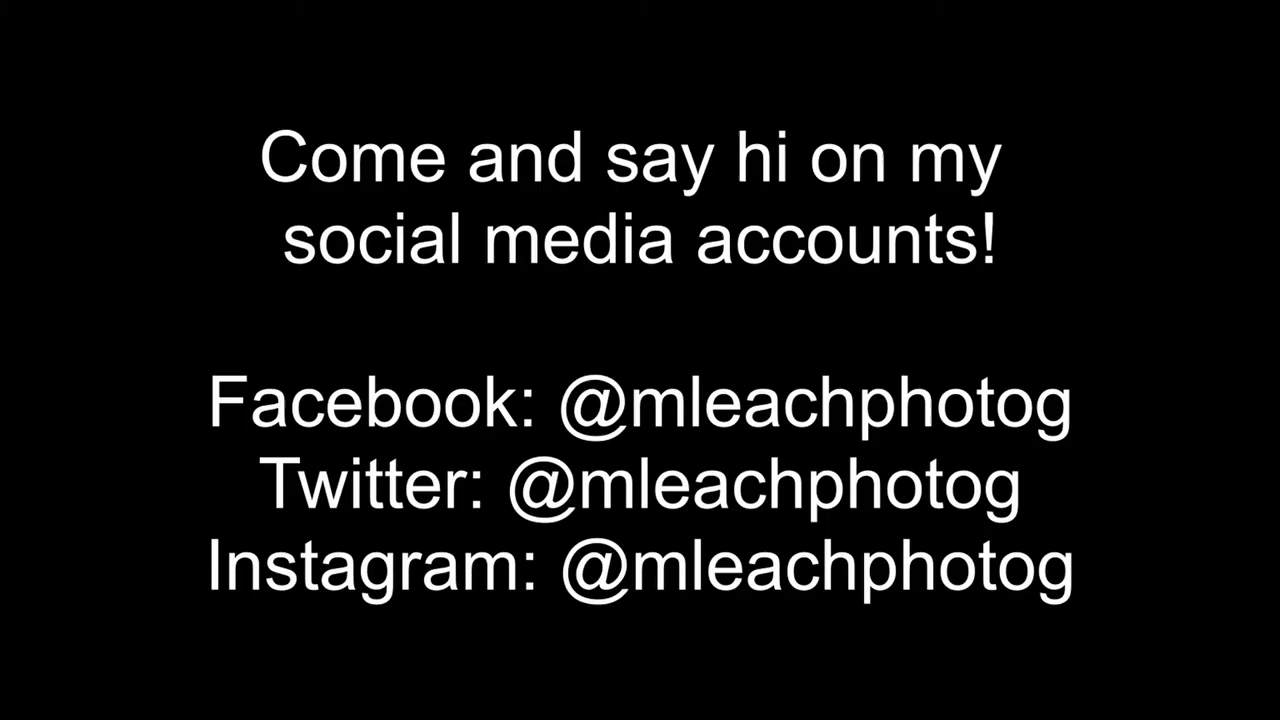 Come and say hi on my
social media accounts!
Facebook: @mleachphotog
Twitter: @mleachphotog
Instagram: @mleachphotog